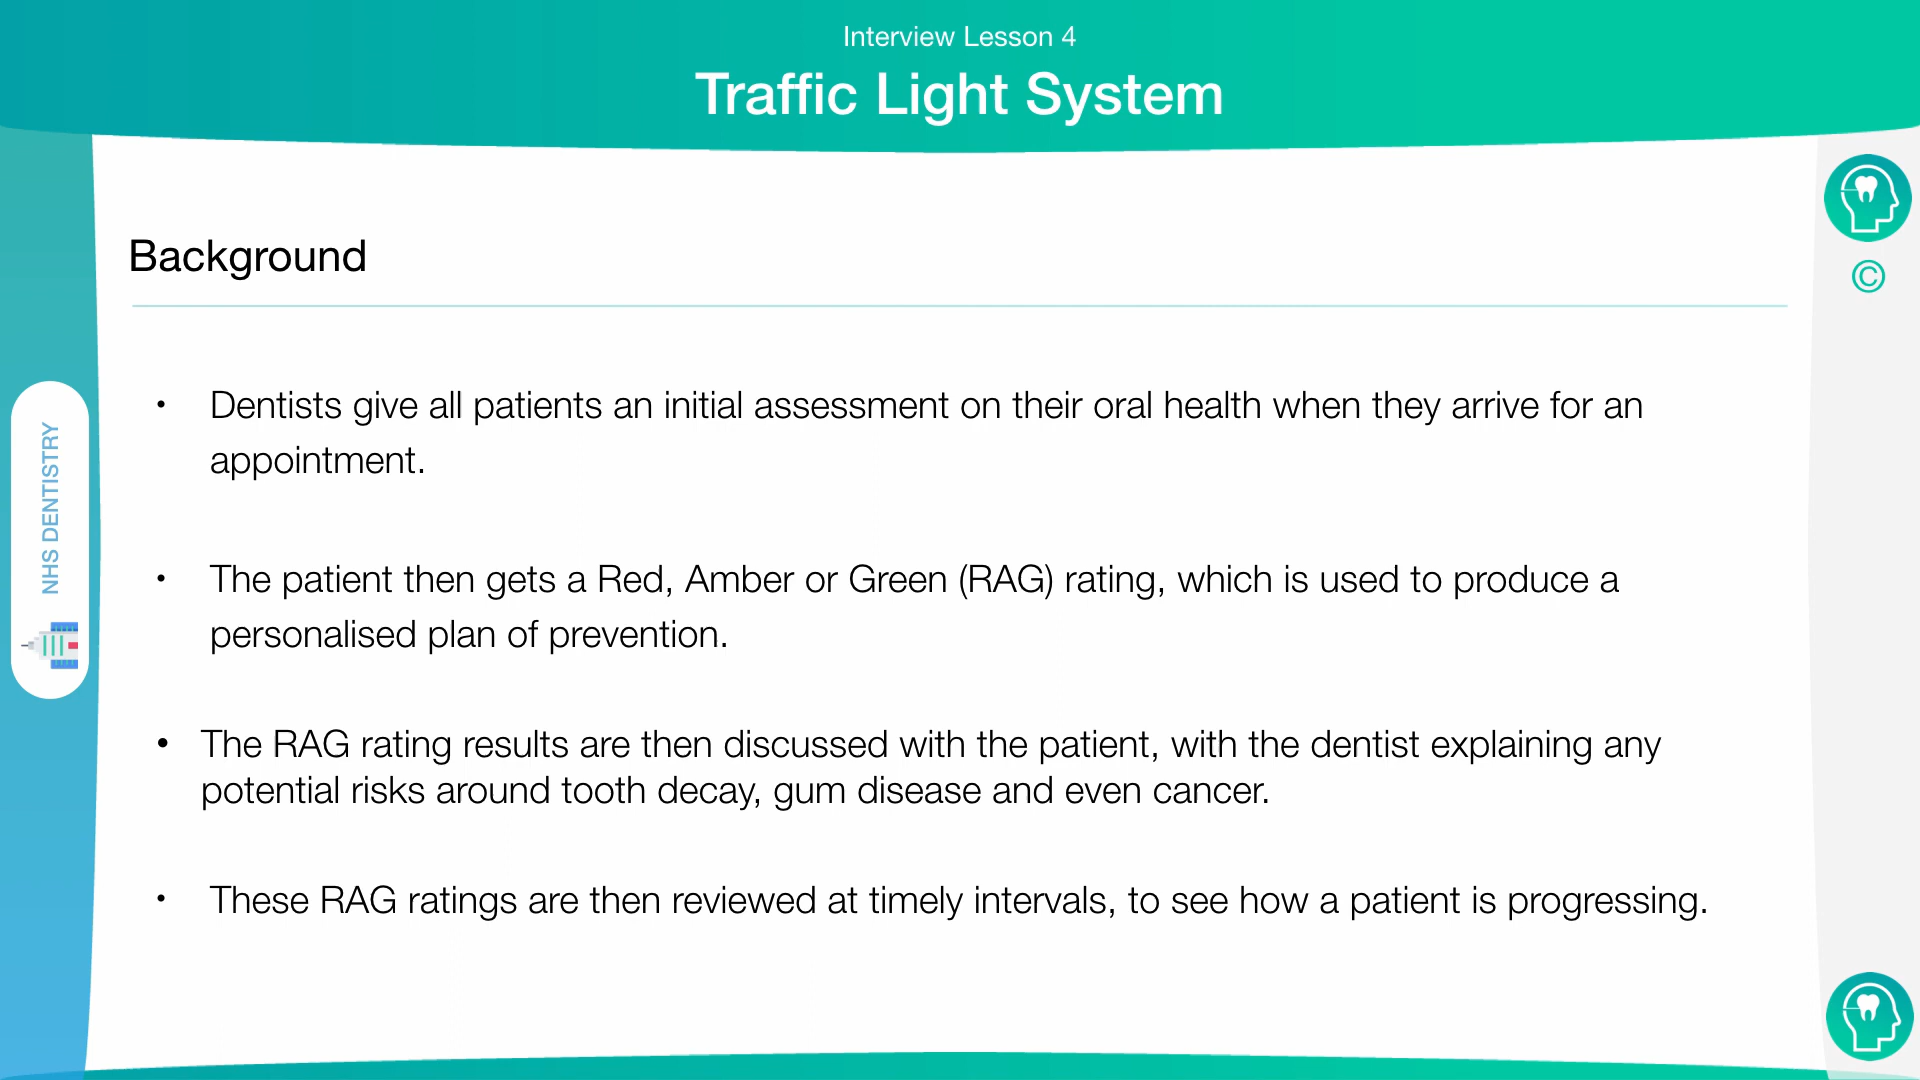 Interview Lesson 4
Traffic Light System
©
NHS DENTISTRY
Background
• Dentists give all patients an initial assessment on their oral health when they arrive for an
appointment.
• The patient then gets a Red, Amber or Green (RAG) rating, which is used to produce a
personalised plan of prevention.
• The RAG rating results are then discussed with the patient, with the dentist explaining any
potential risks around tooth decay, gum disease and even cancer.
• These RAG ratings are then reviewed at timely intervals, to see how a patient is progressing.